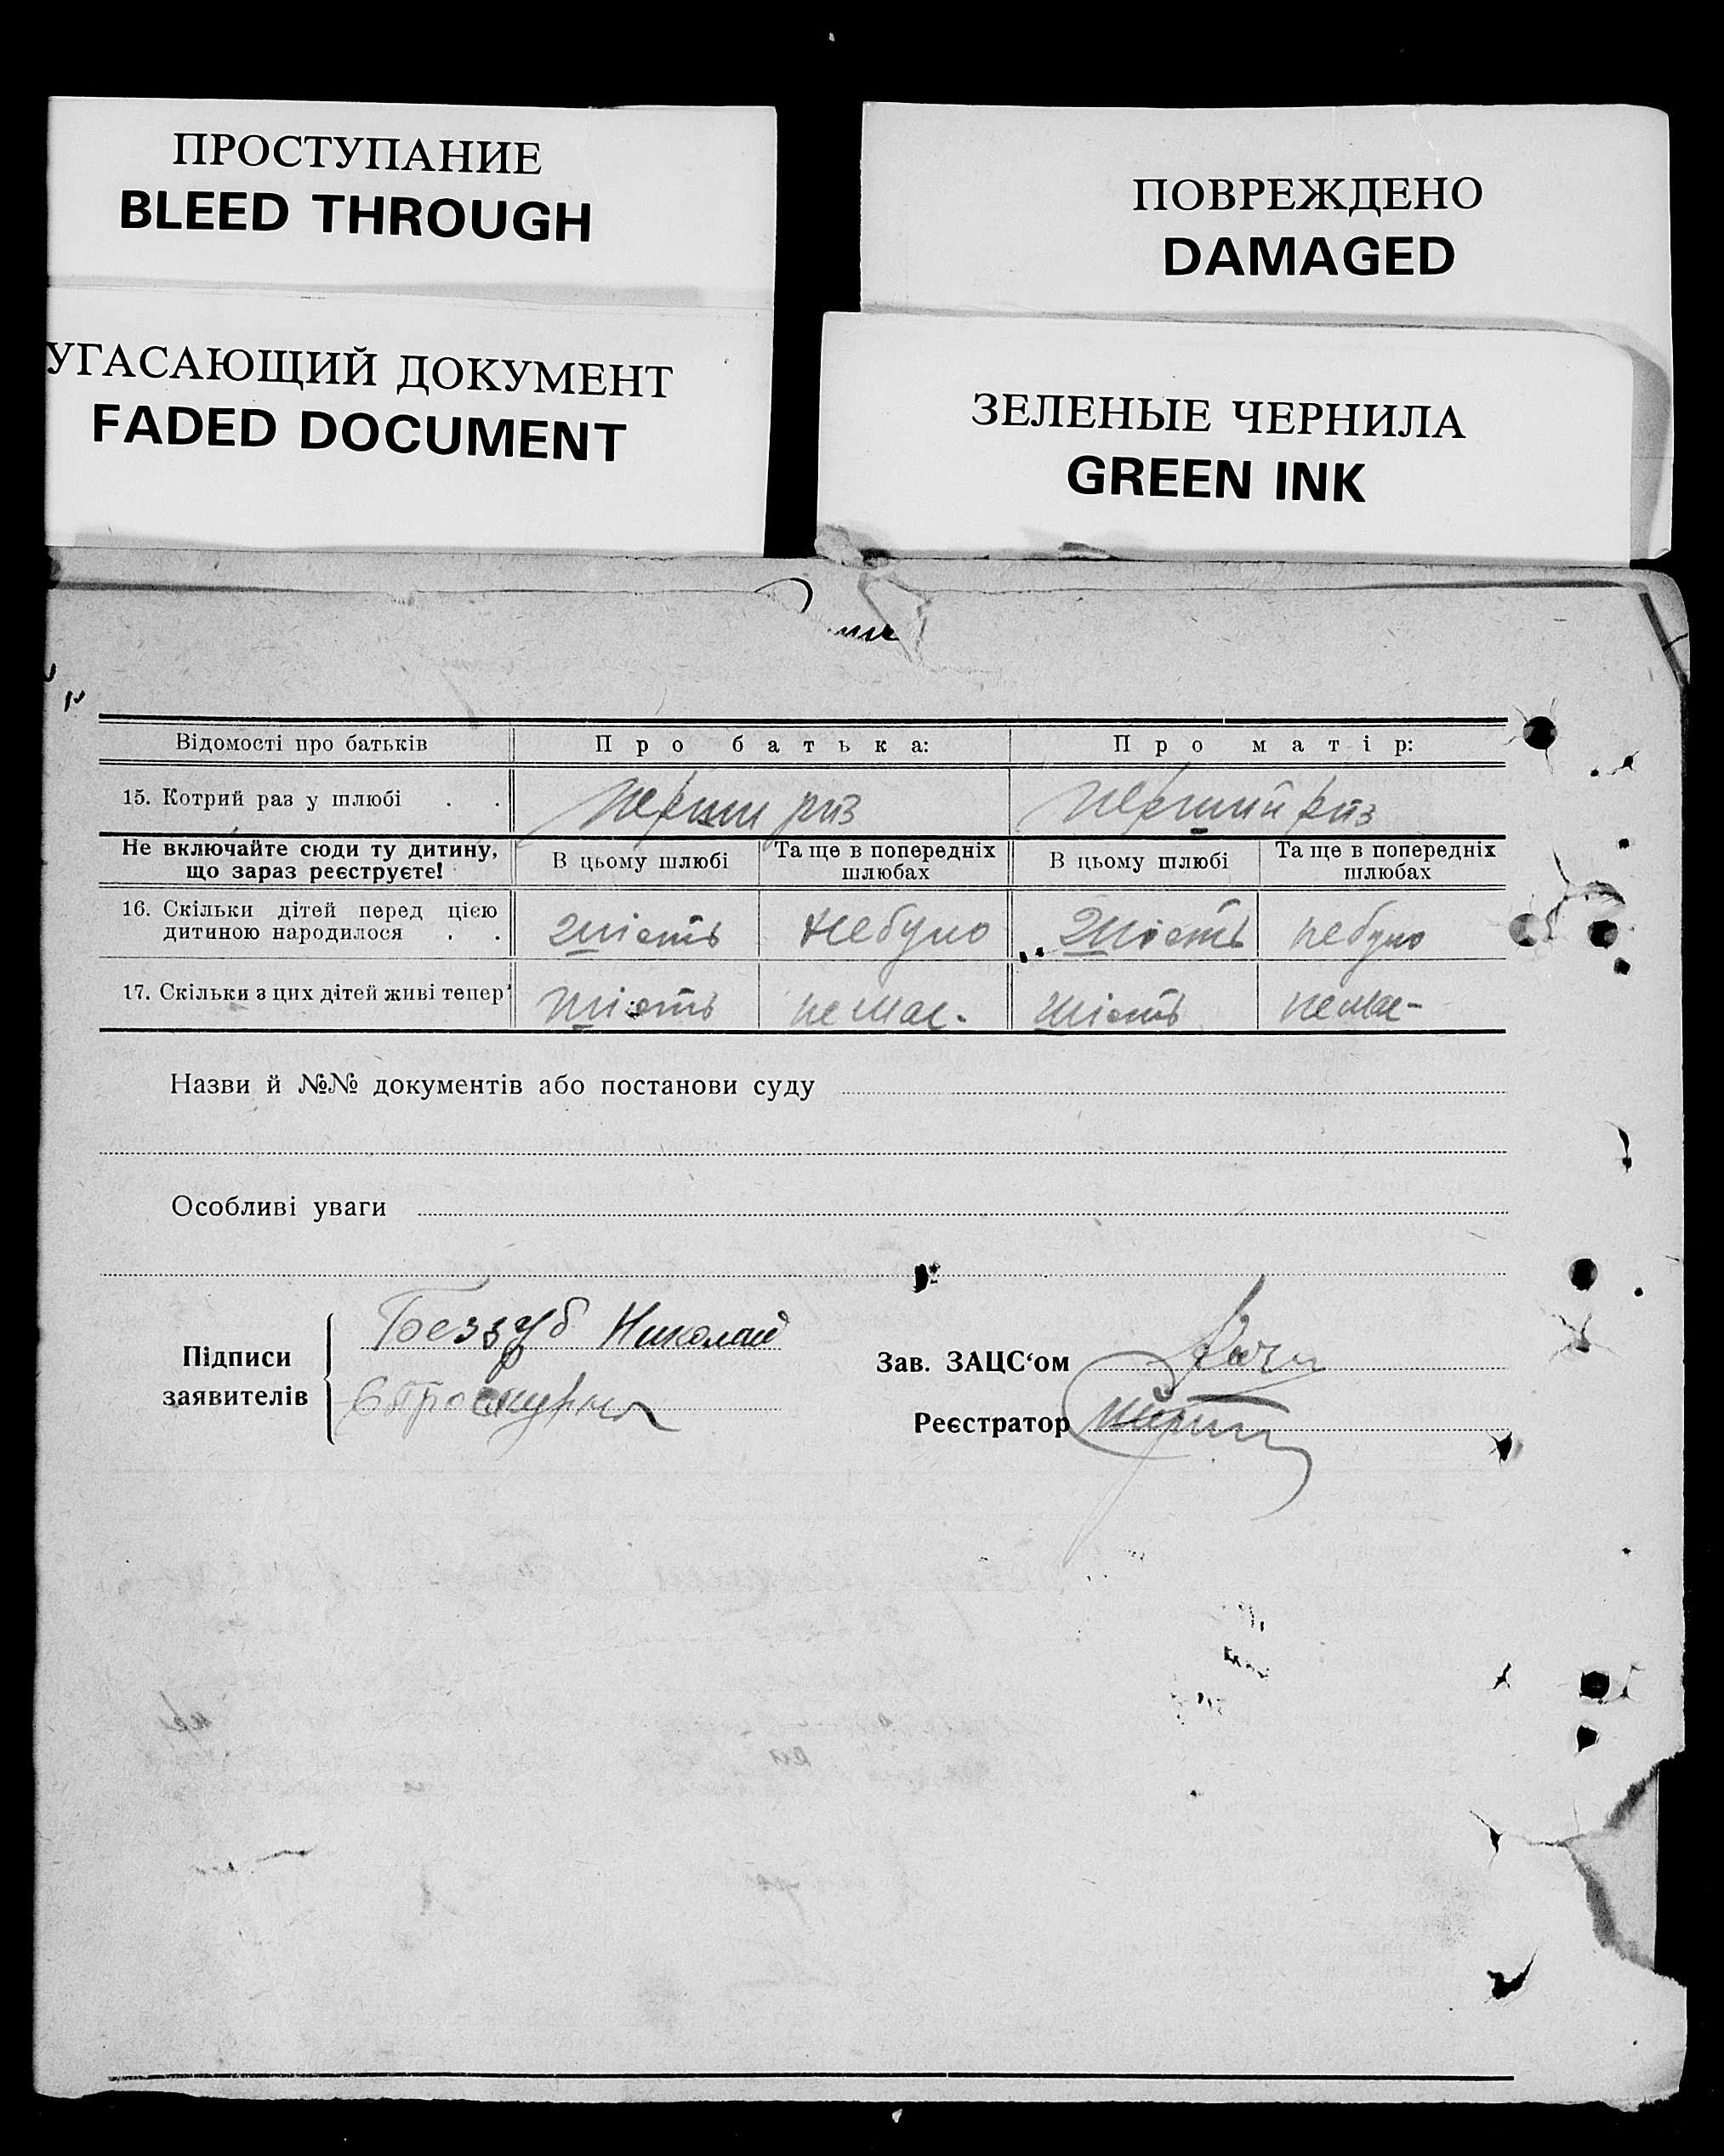 ПРОСТУПАНИЕ
BLEED THROUGH
УГАСАЮЩИЙ ДОКУМЕНТ
FADED DOCUMENT
ПОВРЕЖДЕНО
DAMAGED
ЗЕЛЕНЫЕ ЧЕРНИЛА
GREEN INK
Відомості про батьків Про батька: Про матір:
15. Котрий раз у шлюбі . . перший раз перший раз
Не включайте сюди ту дитину, що зараз реєструєте! В цьому шлюбі Та ще в попередніх шлюбах В цьому шлюбі Та ще в попередніх шлюбах
16. Скільки дітей перед цією дитиною народилося . . шість небуло шість небуло
17. Скільки з цих дітей живі тепер шість немає- шість немає-
Назви й №№ документів або постанови суду
Особливі уваги
Підписи заявителів
Беззуб Николай
Зав. ЗАЦС‘ом
Реєстратор